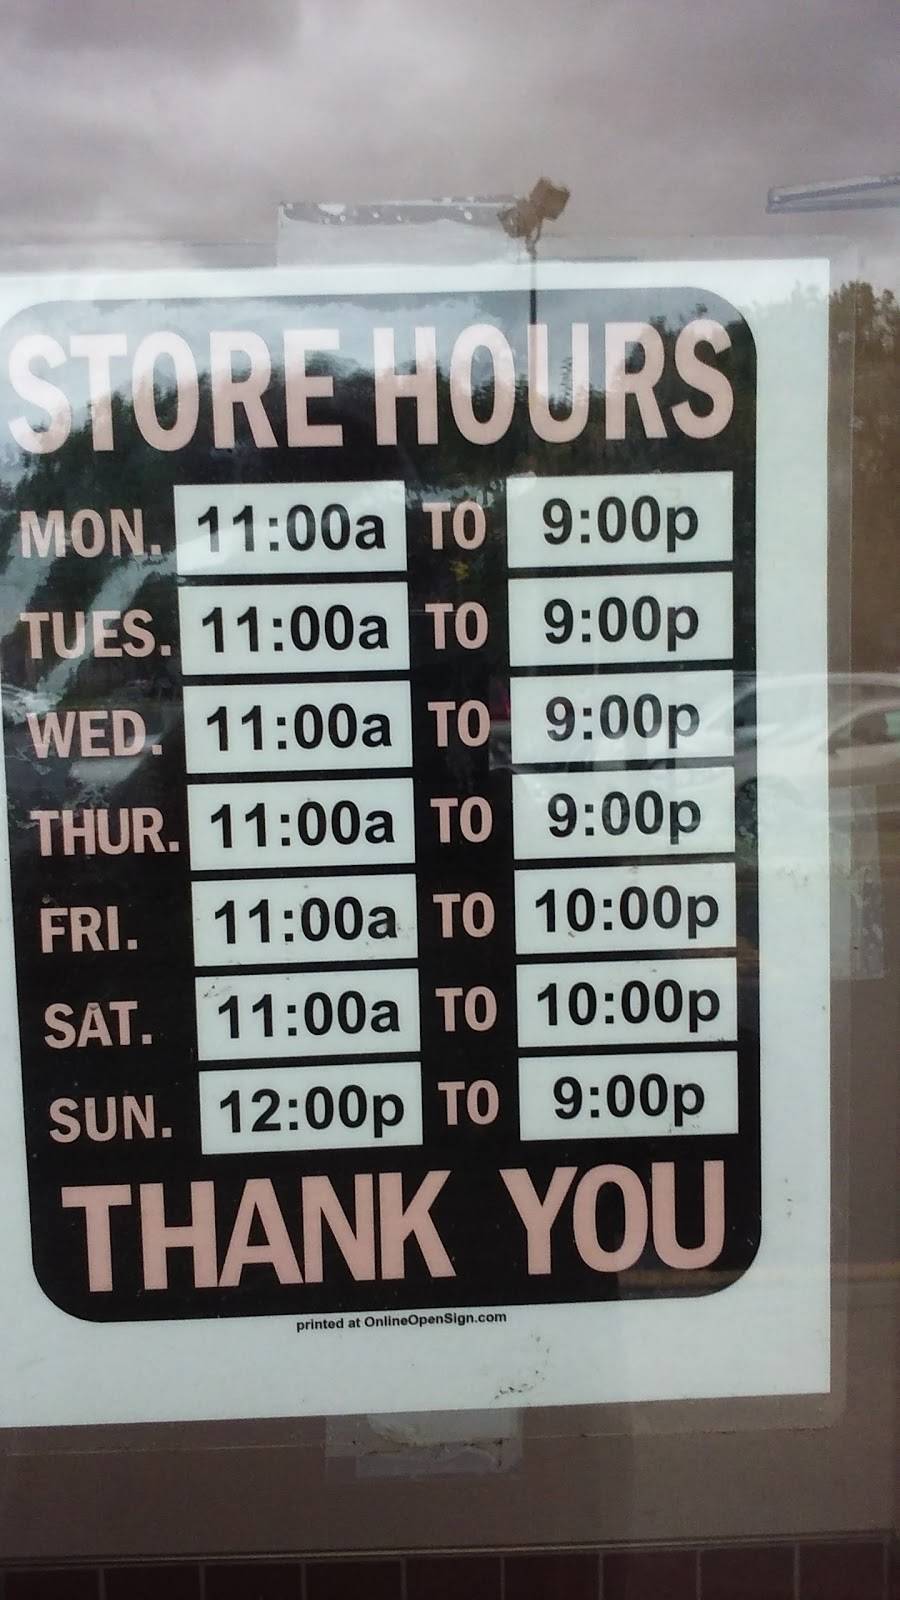 STORE HOURS
MON. 11:00a TO 9:00p
TUES. 11:00a TO 9:00p
WED. 11:00a TO 9:00p
THUR. 11:00a TO 9:00p
FRI. 11:00a TO 10:00p
SAT. 11:00a TO 10:00p
SUN. 12:00p TO 9:00p
THANK YOU
printed at OnlineOpenSign.com